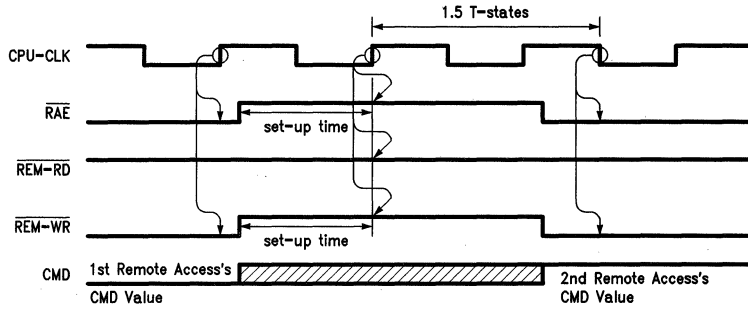 1.5 T-states
CPU-CLK
RAE
set-up time
REM-RD
REM-WR
set-up time
CMD
1st Remote Access's
CMD Value
2nd Remote Access's
CMD Value